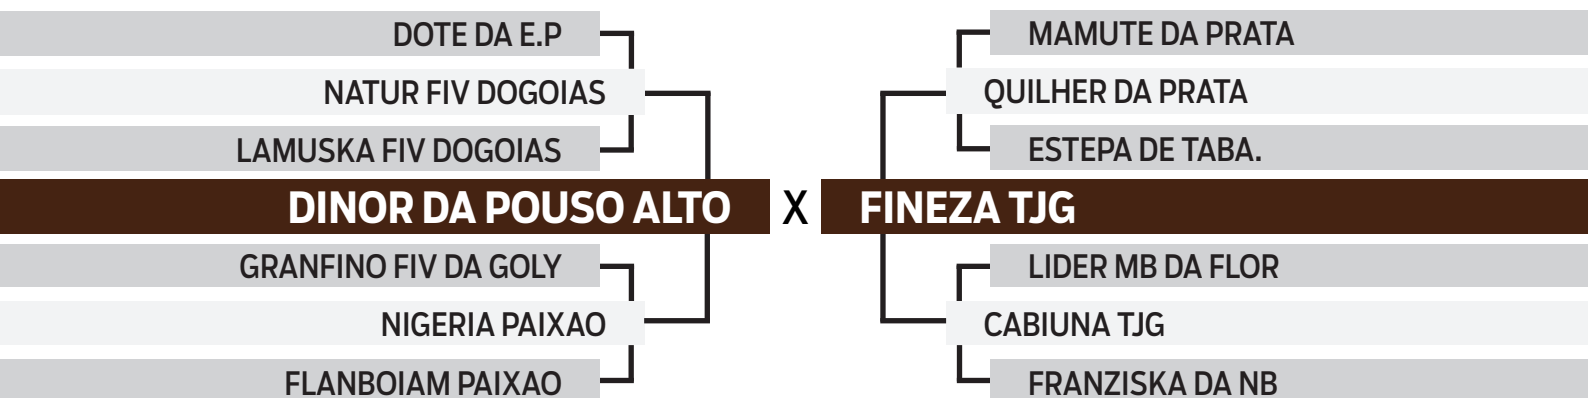 DOTE DA E.P
NATUR FIV DOGOIAS
LAMUSKA FIV DOGOIAS
MAMUTE DA PRATA
QUILHER DA PRATA
ESTEPA DE TABA.
DINOR DA POUSO ALTO X FINEZA TJG
GRANFINO FIV DA GOLY
NIGERIA PAIXAO
FLANBOIAM PAIXAO
LIDER MB DA FLOR
CABIUNA TJG
FRANZISKA DA NB